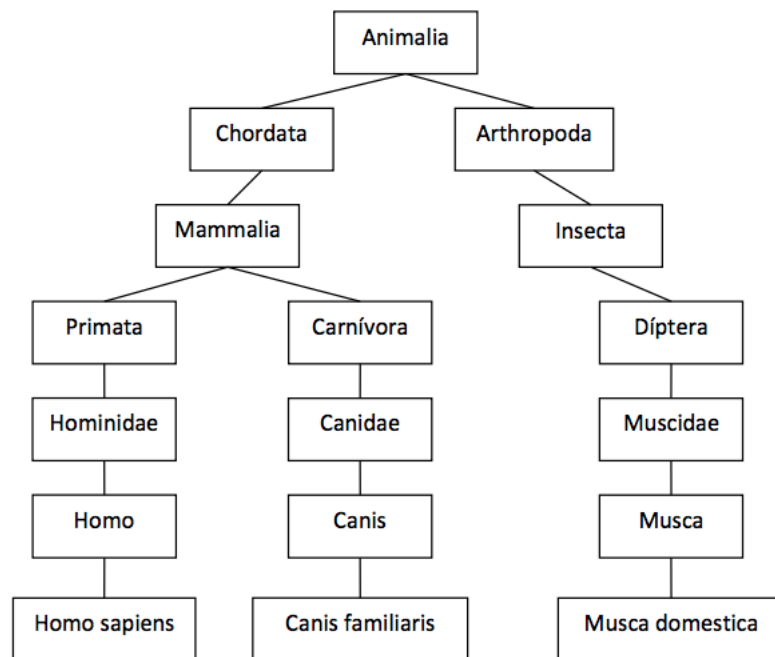 Animalia
Chordata
Arthropoda
Mammalia
Insecta
Primata
Carnívora
Díptera
Hominidae
Canidae
Muscidae
Homo
Canis
Musca
Homo sapiens
Canis familiaris
Musca domestica